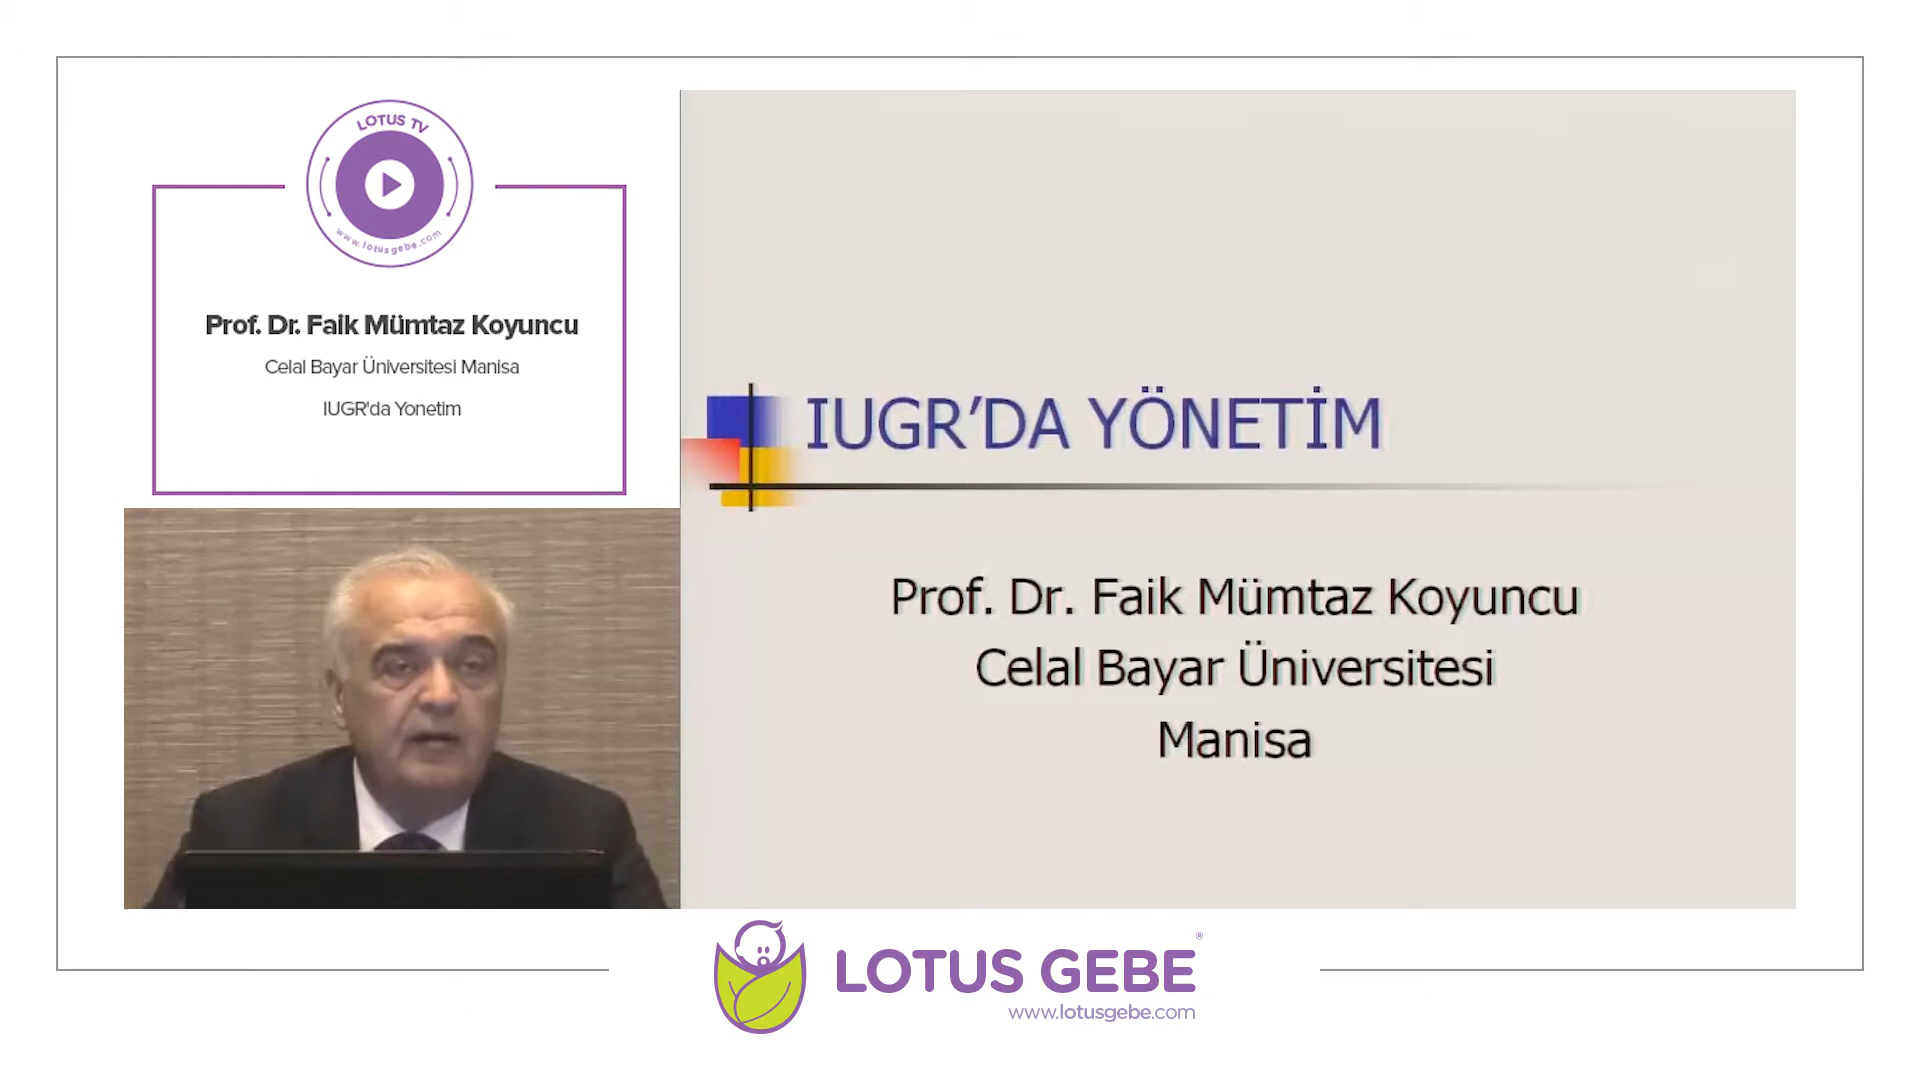 LOTUS TV
www.lotusgebe.com
Prof. Dr. Faik Mümtaz Koyuncu
Celal Bayar Üniversitesi Manisa
IUGR'da Yonetim
IUGR’DA YÖNETİM
Prof. Dr. Faik Mümtaz Koyuncu
Celal Bayar Üniversitesi
Manisa
LOTUS GEBE®
www.lotusgebe.com